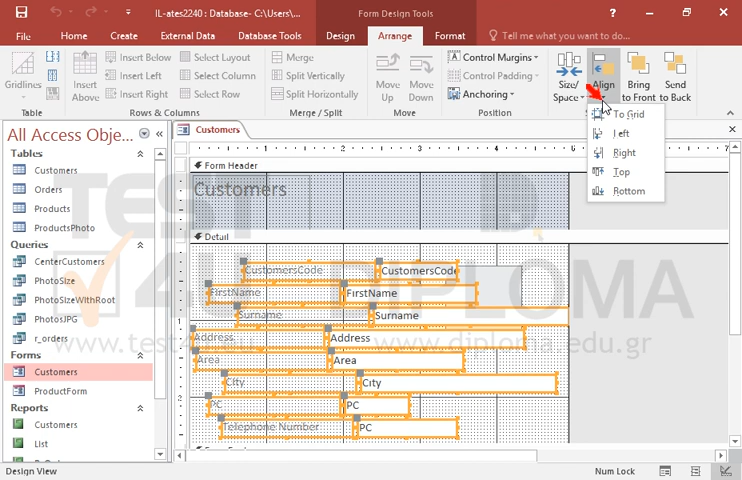 IL-ates2240 : Database- C:\Users\...
Form Design Tools
File
Home
Create
External Data
Database Tools
Design
Arrange
Format
Tell me what you want to do...
Gridlines
Table
Insert Above
Insert Below
Insert Left
Insert Right
Select Layout
Select Column
Select Row
Rows & Columns
Merge
Split Vertically
Split Horizontally
Merge / Split
Move Up
Move Down
Move
Control Margins
Control Padding
Anchoring
Position
Size/ Space
Align
Bring to Front
Send to Back
To Grid
Left
Right
Top
Bottom
All Access Obje...
Tables
Customers
Orders
Products
ProductsPhoto
Queries
CenterCustomers
PhotoSize
PhotoSizeWithRoot
PhotosJPG
r_orders
Forms
Customers
ProductForm
Reports
Customers
List
Customers
Form Header
Customers
Detail
CustomersCode
CustomersCode
FirstName
FirstName
Surname
Surname
Address
Address
Area
Area
City
City
PC
PC
Telephone Number
PC
TEST
4U
DIPLOMA
www.test4u.eu
www.diploma.edu.gr
Design View
Num Lock